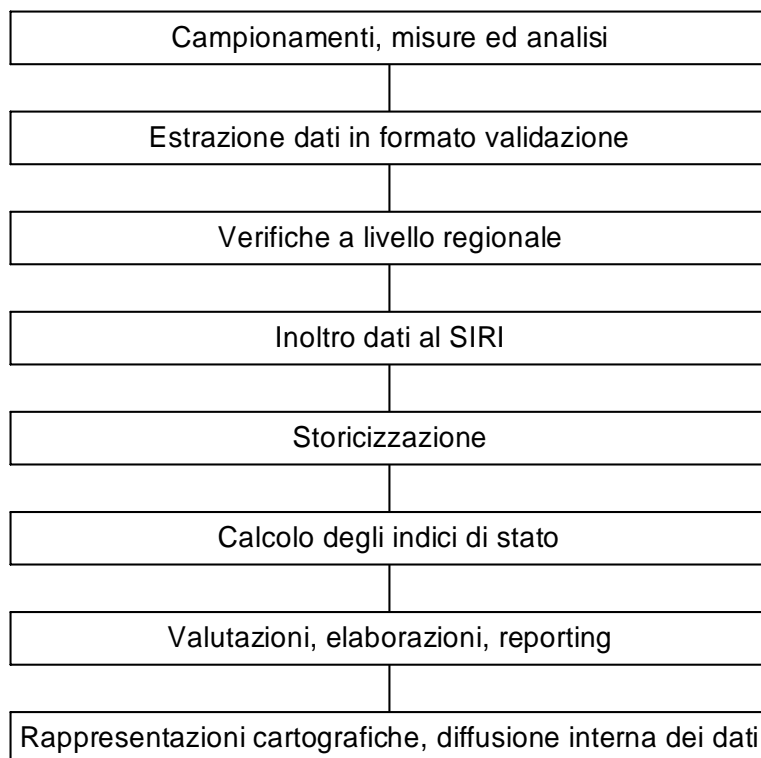 Campionamenti, misure ed analisi
Estrazione dati in formato validazione
Verifiche a livello regionale
Inoltro dati al SIRI
Storicizzazione
Calcolo degli indici di stato
Valutazioni, elaborazioni, reporting
Rappresentazioni cartografiche, diffusione interna dei dati